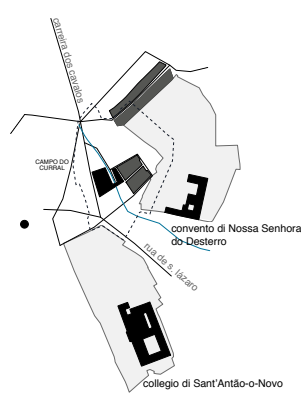 carreira dos cavalos
CAMPO DO
CURRAL
convento di Nossa Senhora
do Desterro
rua de s. lázaro
collegio di Sant'Antão-o-Novo